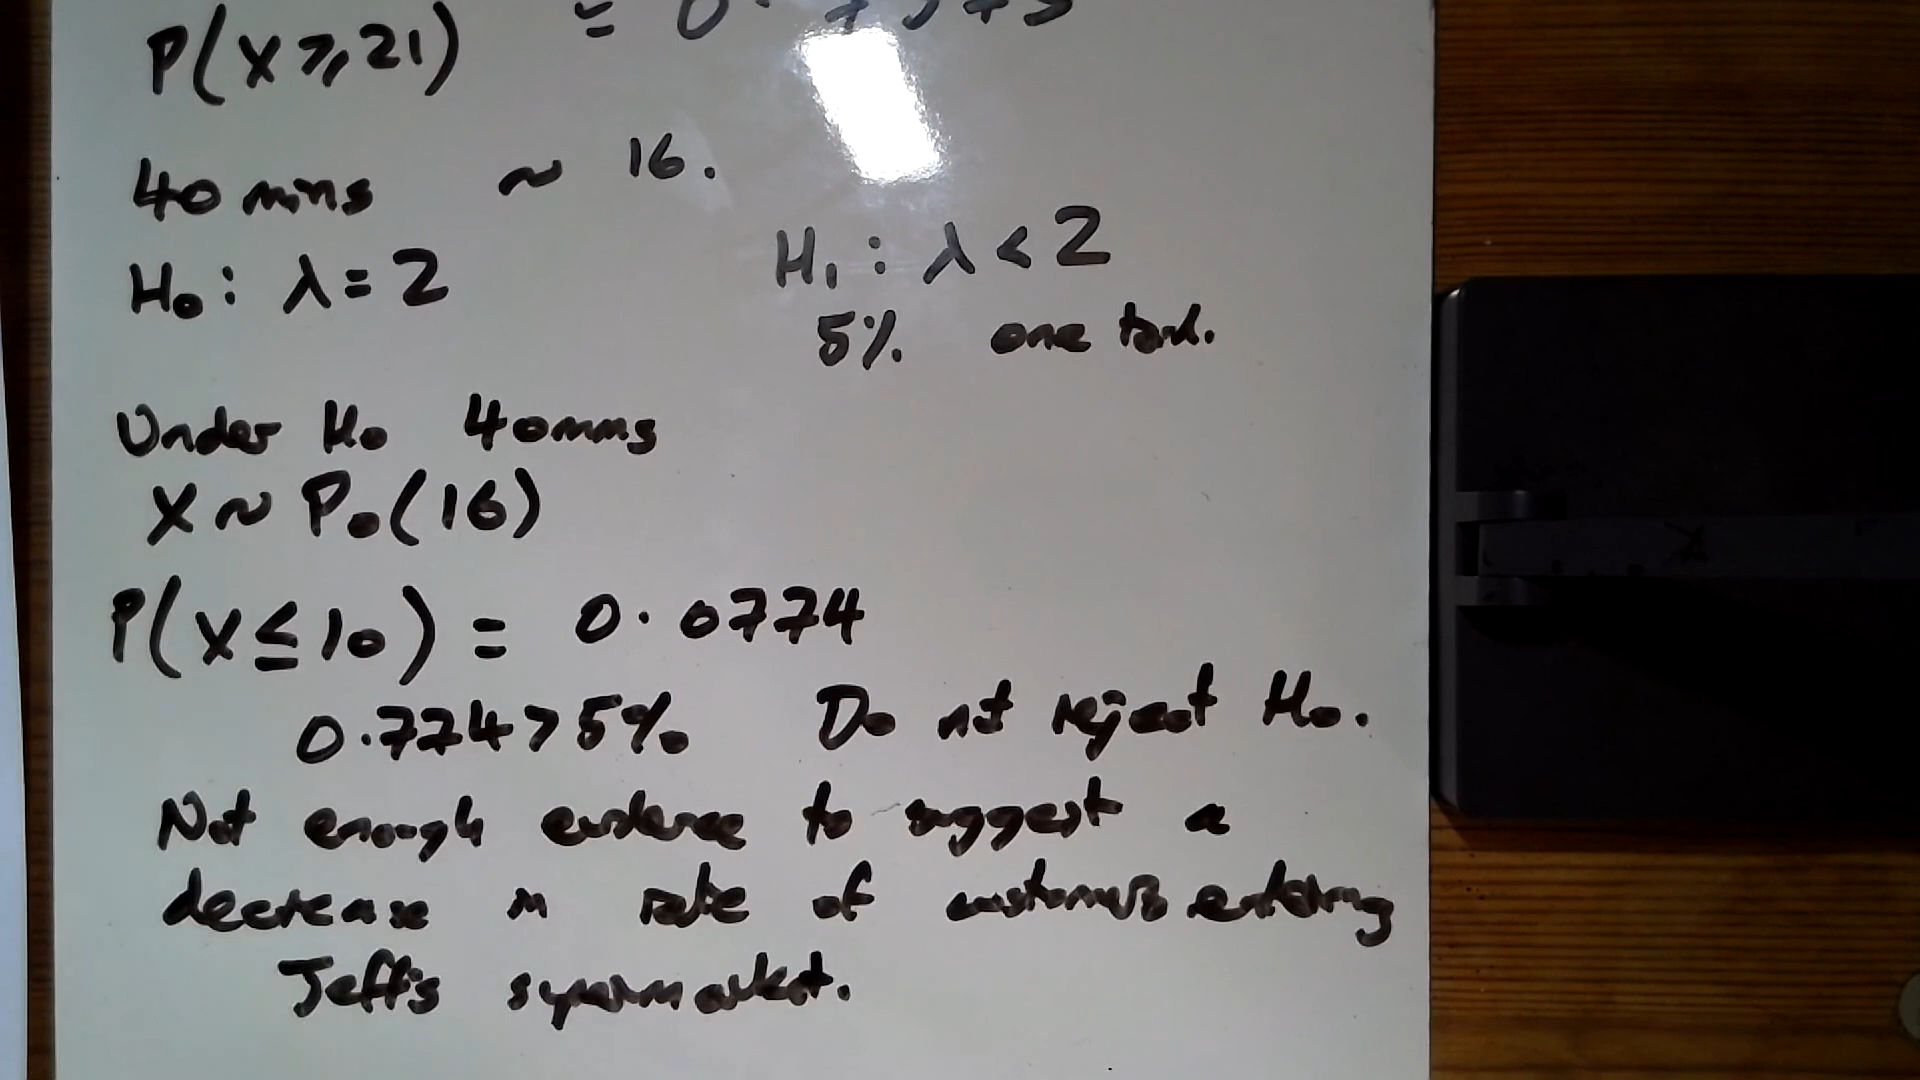 P(X≥21)
= 0.
40 mins ~ 16.
H₀: λ=2 H₁: λ<2
5% one tail.
Under H₀ 40mins
X~Po(16)
P(X≤10) = 0.0774
0.774>5% Do not reject H₀.
Not enough evidence to suggest a
decrease in rate of customers entering
Jeff's supermarket.